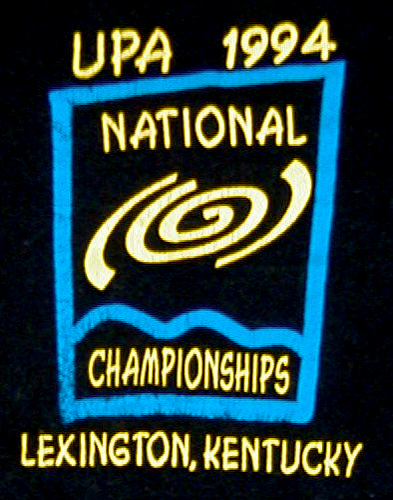 UPA 1994
NATIONAL
CHAMPIONSHIPS
LEXINGTON, KENTUCKY